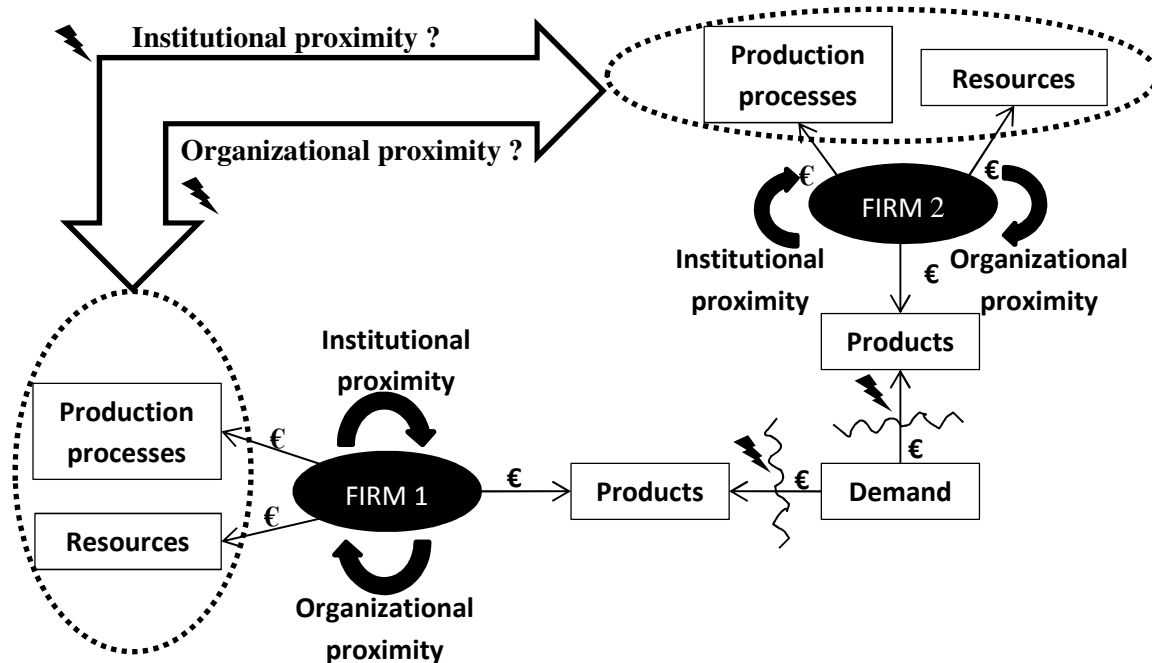 Institutional proximity ?
Organizational proximity ?
Production
processes
Resources
€
€
FIRM 2
Institutional
proximity
€
Organizational
proximity
Products
Institutional
proximity
Production
processes
€
Resources
€
FIRM 1
€
Products
€
€
Demand
Organizational
proximity